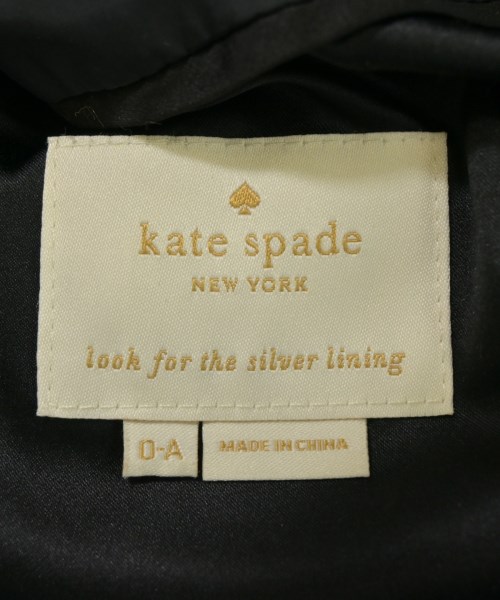 kate spade
NEW YORK
look for the silver lining
0-A
MADE IN CHINA